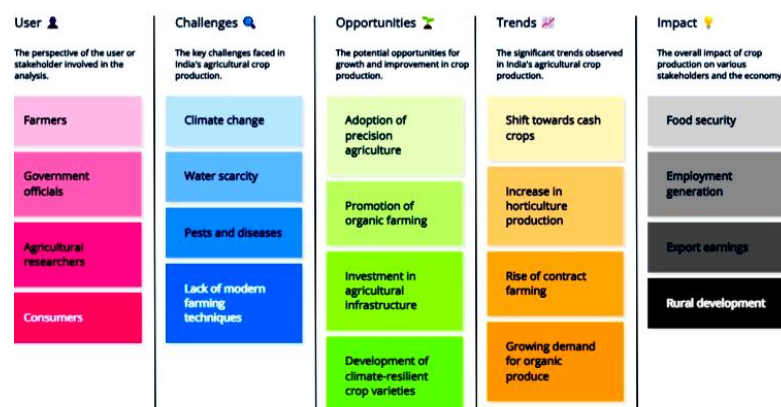 User
The perspective of the user or
stakeholder involved in the
analysis.
Farmers
Government
officials
Agricultural
researchers
Consumers
Challenges
The key challenges faced in
India's agricultural crop
production.
Climate change
Water scarcity
Pests and diseases
Lack of modern
farming
techniques
Opportunities
The potential opportunities for
growth and improvement in crop
production.
Adoption of
precision
agriculture
Promotion of
organic farming
Investment in
agricultural
infrastructure
Development of
climate-resilient
crop varieties
Trends
The significant trends observed
in India's agricultural crop
production.
Shift towards cash
crops
Increase in
horticulture
production
Rise of contract
farming
Growing demand
for organic
produce
Impact
The overall impact of crop
production on various
stakeholders and the economy
Food security
Employment
generation
Export earnings
Rural development